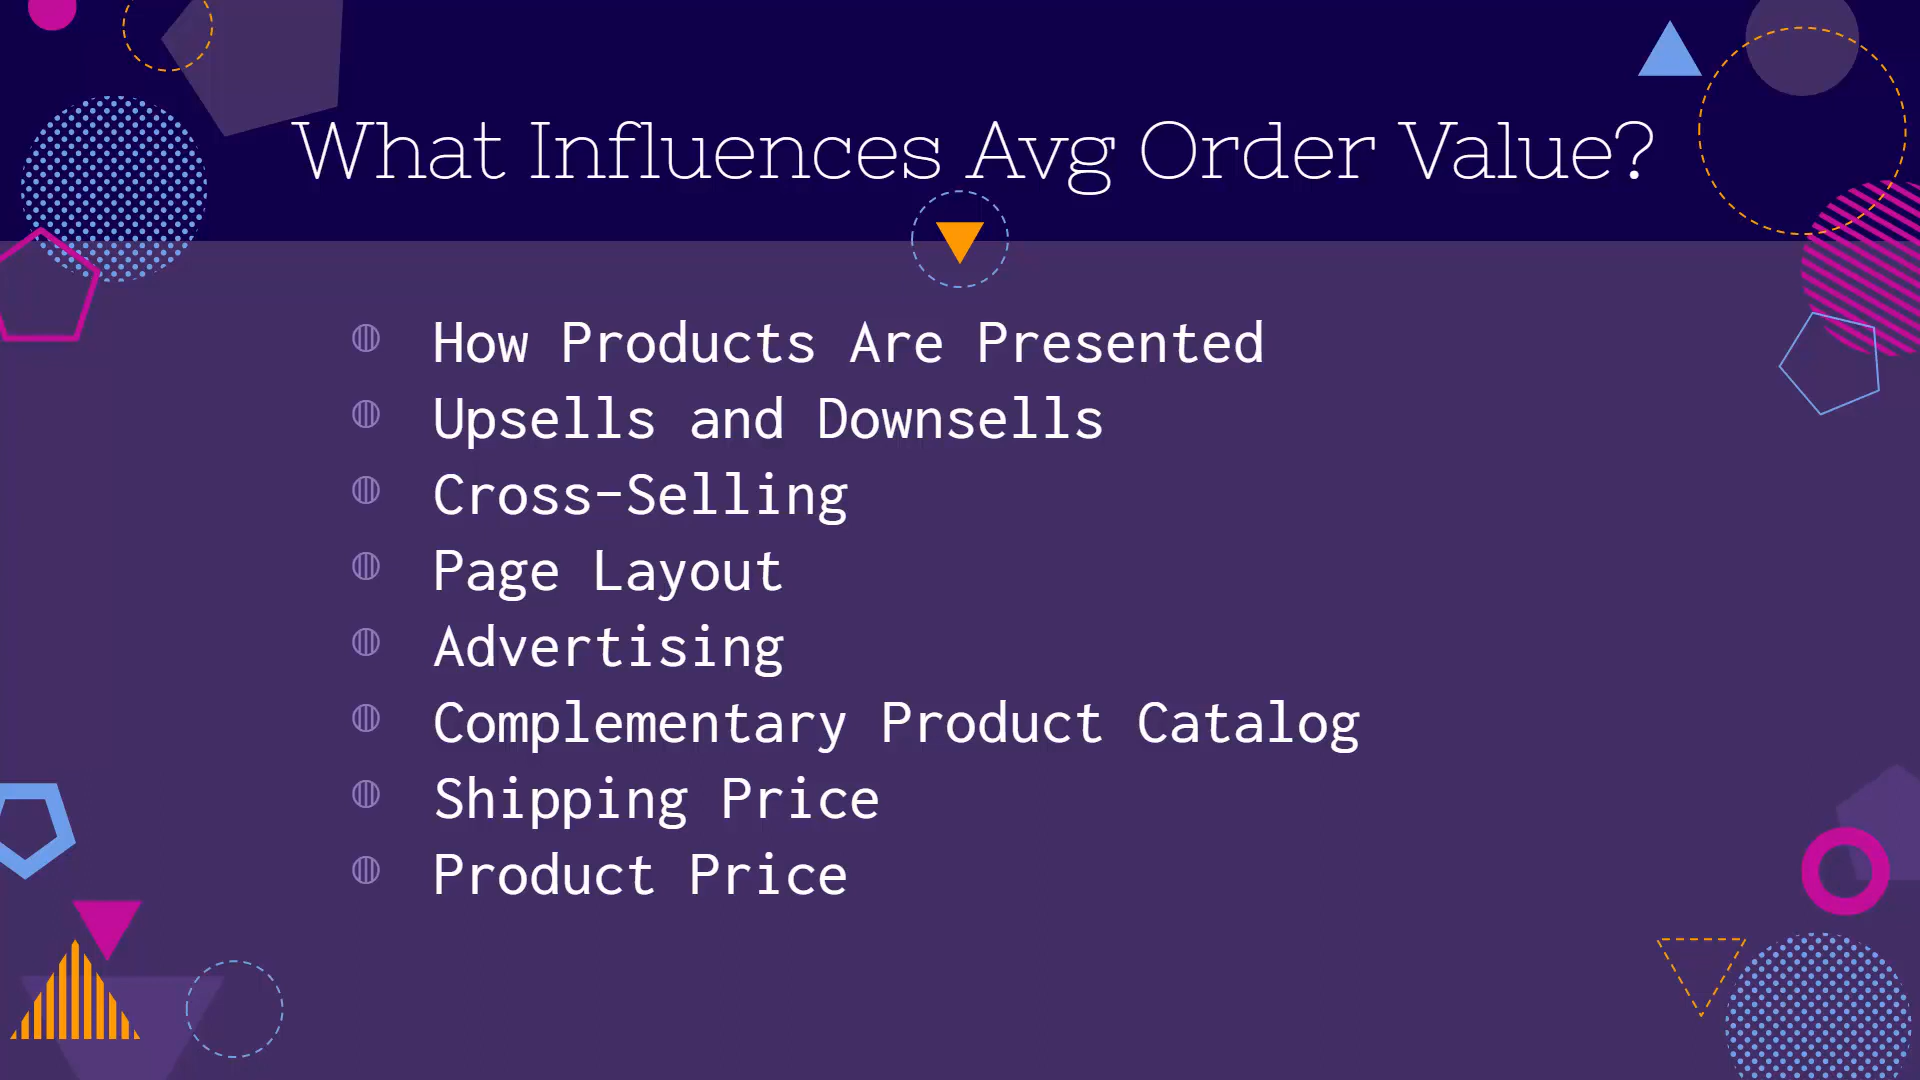 What Influences Avg Order Value?
How Products Are Presented
Upsells and Downsells
Cross-Selling
Page Layout
Advertising
Complementary Product Catalog
Shipping Price
Product Price